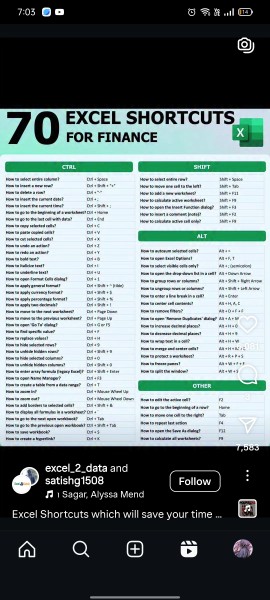 7:03
14
70 EXCEL SHORTCUTS
FOR FINANCE
CTRL
How to select entire column? Ctrl + Space
How to insert a new row? Ctrl + Shift + "+"
How to delete a row? Ctrl + "-"
How to insert the current date? Ctrl + ;
How to insert the current time? Ctrl + Shift + ;
How to go to the beginning of a worksheet? Ctrl + Home
How to go to the last cell with data? Ctrl + End
How to copy selected cells? Ctrl + C
How to paste copied cells? Ctrl + V
How to cut selected cells? Ctrl + X
How to undo an action? Ctrl + Z
How to redo an action? Ctrl + Y
How to bold text? Ctrl + B
How to italicise text? Ctrl + I
How to underline text? Ctrl + U
How to open Format Cells dialog? Ctrl + 1
How to apply general format? Ctrl + Shift + ~ (tilde)
How to apply currency format? Ctrl + Shift + $
How to apply percentage format? Ctrl + Shift + %
How to apply two decimals? Ctrl + Shift + !
How to move to the next worksheet? Ctrl + Page Down
How to move to the previous worksheet? Ctrl + Page Up
How to open 'Go To' dialog? Ctrl + G or F5
How to find specific value? Ctrl + F
How to replace values? Ctrl + H
How to hide selected rows? Ctrl + 9
How to unhide hidden rows? Ctrl + Shift + 9
How to hide selected columns? Ctrl + 0
How to unhide hidden columns? Ctrl + Shift + 0
How to enter array formula (legacy Excel)? Ctrl + Shift + Enter
How to open Name Manager? Ctrl + F3
How to create a table from a data range? Ctrl + T
How to zoom in? Ctrl + Mouse Wheel Up
How to zoom out? Ctrl + Mouse Wheel Down
How to add borders to selected cells? Ctrl + Shift + &
How to display all formulas in a worksheet? Ctrl + `
How to go to the next open workbook? Ctrl + Tab
How to go to the previous open workbook? Ctrl + Shift + Tab
How to save workbook? Ctrl + S
How to create a hyperlink? Ctrl + K
SHIFT
How to select entire row? Shift + Space
How to move one cell to the left? Shift + Tab
How to add a new worksheet? Shift + F11
How to calculate active worksheet? Shift + F9
How to open the Insert Function dialog? Shift + F3
How to insert a comment (note)? Shift + F2
How to calculate active cell only? Shift + F9
ALT
How to autosum selected cells? Alt + =
How to open Excel Options? Alt + F, T
How to select visible cells only? Alt + ; (semicolon)
How to open the drop-down list in a cell? Alt + Down Arrow
How to group rows or columns? Alt + Shift + Right Arrow
How to ungroup rows or columns? Alt + Shift + Left Arrow
How to enter a line break in a cell? Alt + Enter
How to center cell contents? Alt + H, A, C
How to remove filters?
How to open 'Remove Duplicates' dialog? Alt + A + M
How to increase decimal places? Alt + H + 0
How to decrease decimal places? Alt + H + 9
How to wrap text in a cell? Alt + H + W
How to merge and center cells?
How to protect a worksheet? Alt + R + P + S
How to freeze panes? Alt + W + F + F
How to split the window? Alt + W + S
OTHER
How to edit the active cell? F2
How to go to the beginning of a row? Home
How to move one cell to the right? Tab
How to repeat last action? F4
How to open the Save As dialog? F12
How to calculate all worksheets? F9
7,583
excel_2_data and
satishg1508
Follow
Sagar, Alyssa Mend
Excel Shortcuts which will save your time ...